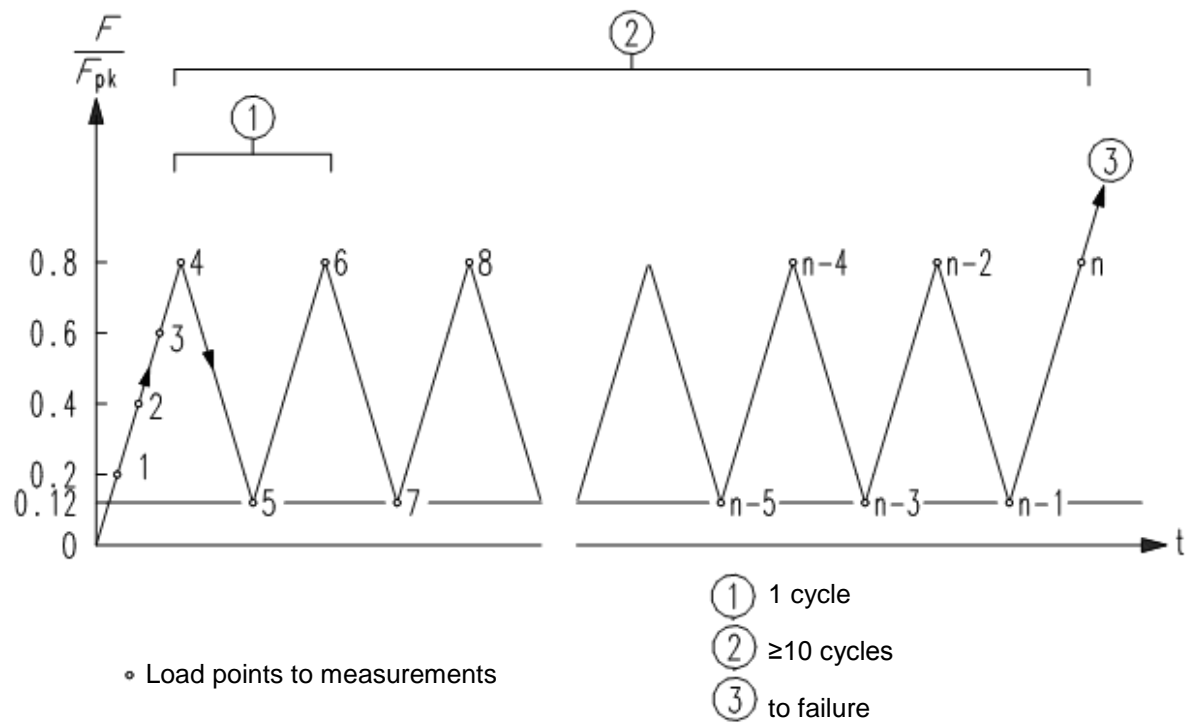 F
Fpk
2
1
3
0.8
4
6
8
n-4
n-2
n
0.6
3
0.4
2
0.2
1
0.12
5
7
n-5
n-3
n-1
0
t
1 1 cycle
2 ≥10 cycles
Load points to measurements
3 to failure